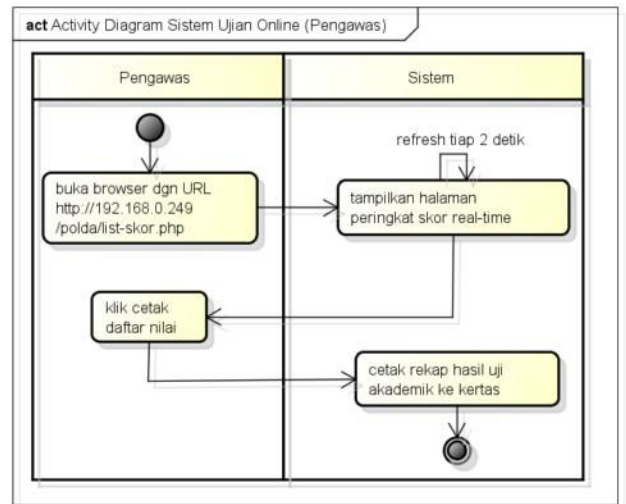 act Activity Diagram Sistem Ujian Online (Pengawas)
Pengawas
Sistem
refresh tiap 2 detik
buka browser dgn URL
http://192.168.0.249
/polda/list-skor.php
tampilkan halaman
peringkat skor real-time
klik cetak
daftar nilai
cetak rekap hasil uji
akademik ke kertas